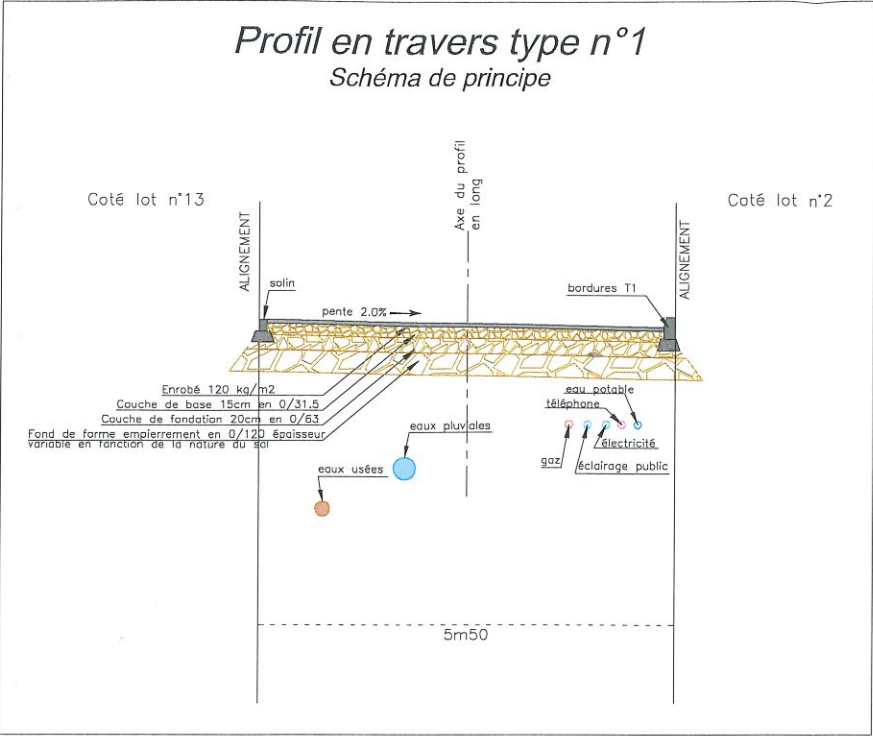 Profil en travers type n°1
Schéma de principe
Axe du profil
en long
Coté lot n°13
Coté lot n°2
ALIGNEMENT
ALIGNEMENT
solin
bordures T1
pente 2.0%
Enrobé 120 kg/m2
Couche de base 15cm en 0/31.5
Couche de fondation 20cm en 0/63
Fond de forme empierrement en 0/120 épaisseur
variable en fonction de la nature du sol
eau potable
téléphone
eaux pluviales
électricité
gaz
éclairage public
eaux usées
5m50